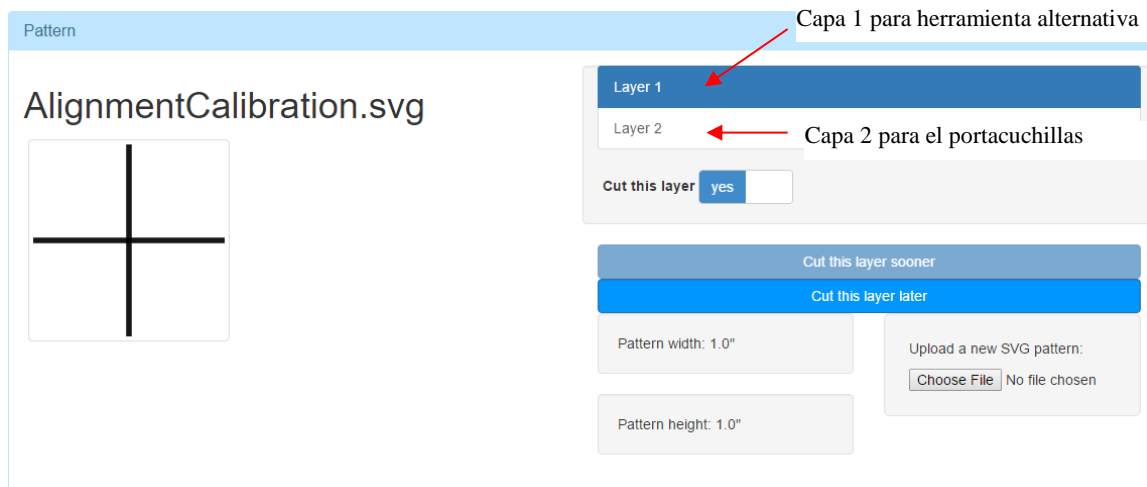 Pattern
Capa 1 para herramienta alternativa
AlignmentCalibration.svg
Layer 1
Layer 2
Capa 2 para el portacuchillas
Cut this layer yes
Cut this layer sooner
Cut this layer later
Pattern width: 1.0"
Upload a new SVG pattern:
Choose File No file chosen
Pattern height: 1.0"